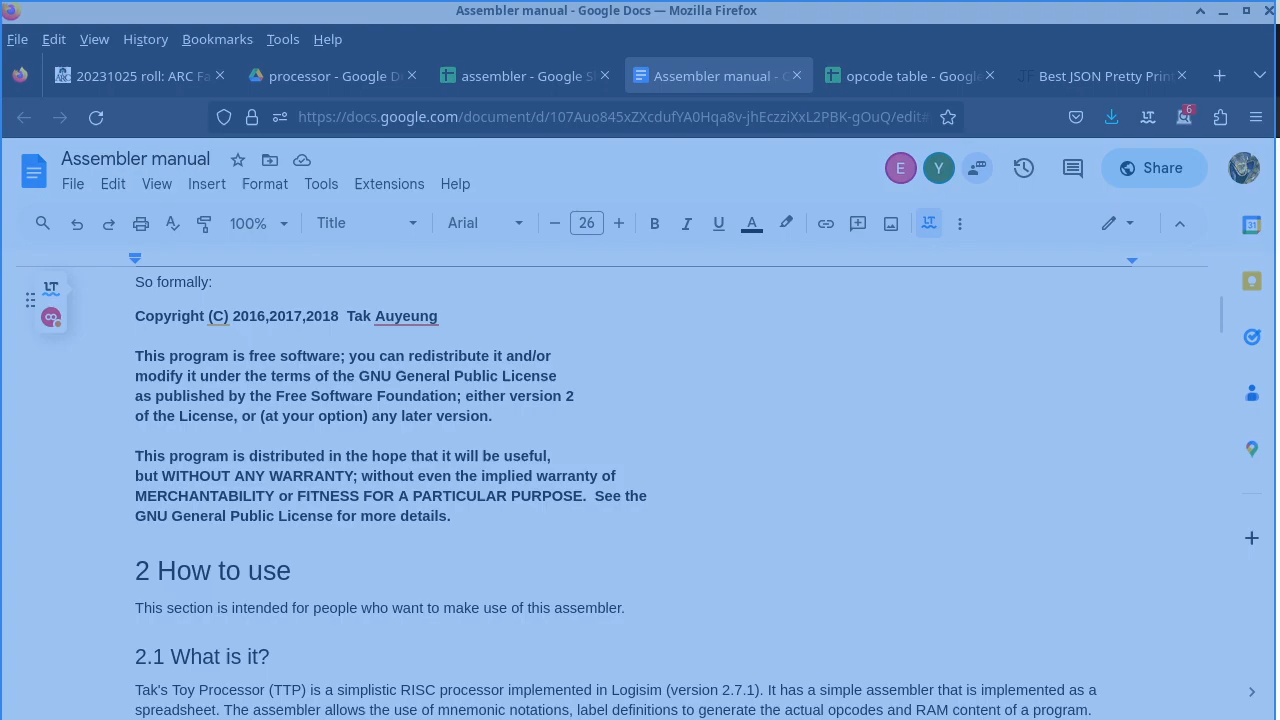 Assembler manual - Google Docs — Mozilla Firefox
File Edit View History Bookmarks Tools Help
20231025 roll: ARC Fa
processor - Google D
assembler - Google S
Assembler manual - G
opcode table - Google
Best JSON Pretty Prin
https://docs.google.com/document/d/107Auo845xZXcdufYA0Hqa8v-jhEczziXxL2PBK-gOuQ/edit#
6
Assembler manual
E
Y
Share
File Edit View Insert Format Tools Extensions Help
100% Title Arial 26 B I U A
31
So formally:
Copyright (C) 2016,2017,2018  Tak Auyeung
This program is free software; you can redistribute it and/or
modify it under the terms of the GNU General Public License
as published by the Free Software Foundation; either version 2
of the License, or (at your option) any later version.
This program is distributed in the hope that it will be useful,
but WITHOUT ANY WARRANTY; without even the implied warranty of
MERCHANTABILITY or FITNESS FOR A PARTICULAR PURPOSE.  See the
GNU General Public License for more details.
2 How to use
This section is intended for people who want to make use of this assembler.
2.1 What is it?
Tak's Toy Processor (TTP) is a simplistic RISC processor implemented in Logisim (version 2.7.1). It has a simple assembler that is implemented as a
spreadsheet. The assembler allows the use of mnemonic notations, label definitions to generate the actual opcodes and RAM content of a program.